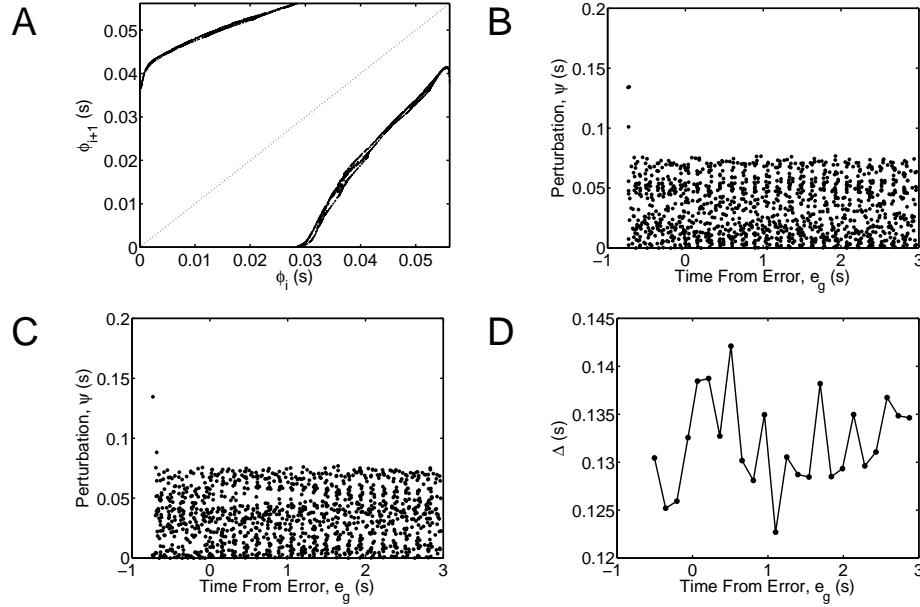 A
0.05
0.04
0.03
0.02
0.01
0
ϕi+1 (s)
0 0.01 0.02 0.03 0.04 0.05
ϕi (s)
B
0.2
0.15
0.1
0.05
0
Perturbation, ψ (s)
−1 0 1 2 3
Time From Error, eg (s)
C
0.2
0.15
0.1
0.05
0
Perturbation, ψ (s)
−1 0 1 2 3
Time From Error, eg (s)
D
0.145
0.14
0.135
0.13
0.125
0.12
Δ (s)
−1 0 1 2 3
Time From Error, eg (s)